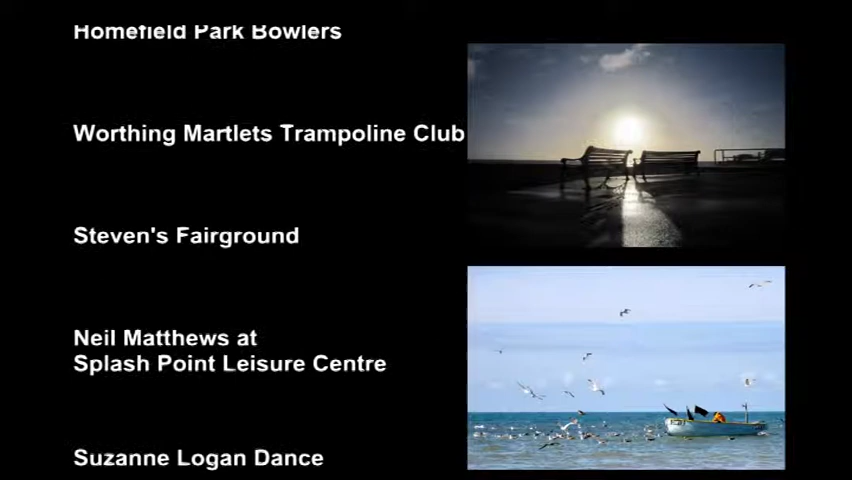 Homefield Park Bowlers
Worthing Martlets Trampoline Club
Steven's Fairground
Neil Matthews at
Splash Point Leisure Centre
Suzanne Logan Dance